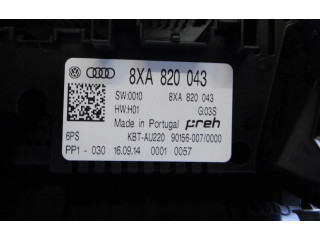 8XA 820 043
SW:0010 8XA 820 043
HW:H01 G:03S
Made in Portugal preh
6PS KBT-AU220 90156-007/0000
PP1 - 030 16.09.14 0001 0057